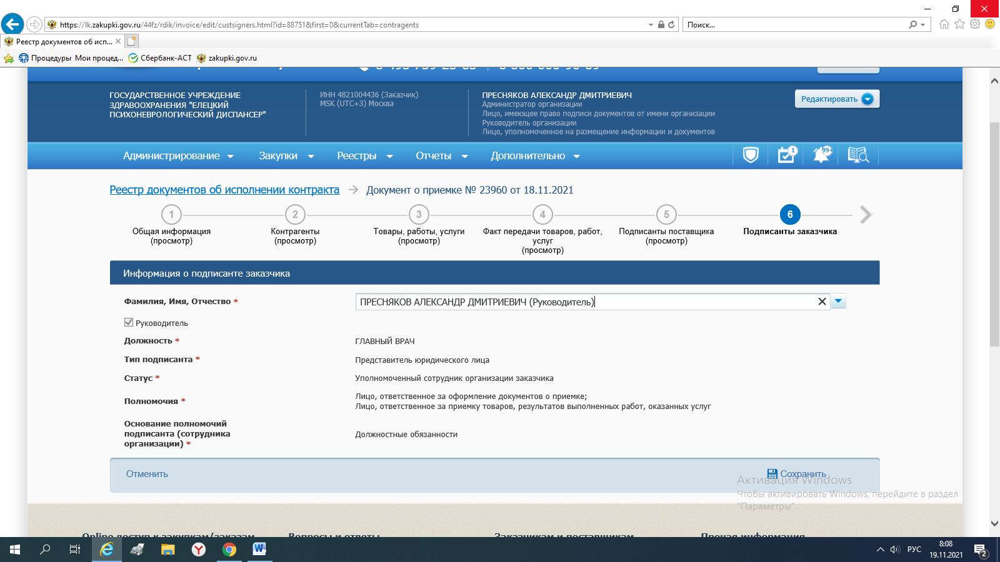 https://lk.zakupki.gov.ru/44fz/rdik/invoice/edit/custsigners.html?id=88751&first=0&currentTab=contragents
Поиск...
Реестр документов об исп...
Процедуры
Мои процед...
Сбербанк-АСТ
zakupki.gov.ru
ГОСУДАРСТВЕННОЕ УЧРЕЖДЕНИЕ
ЗДРАВООХРАНЕНИЯ "ЕЛЕЦКИЙ
ПСИХОНЕВРОЛОГИЧЕСКИЙ ДИСПАНСЕР"
ИНН 4821004436 (Заказчик)
MSK (UTC+3) Москва
ПРЕСНЯКОВ АЛЕКСАНДР ДМИТРИЕВИЧ
Администратор организации
Лицо, имеющее право подписи документов от имени организации
Руководитель организации
Лицо, уполномоченное на размещение информации и документов
Редактировать
Администрирование
Закупки
Реестры
Отчеты
Дополнительно
1
99+
Реестр документов об исполнении контракта
Документ о приемке № 23960 от 18.11.2021
1
Общая информация
(просмотр)
2
Контрагенты
(просмотр)
3
Товары, работы, услуги
(просмотр)
4
Факт передачи товаров, работ,
услуг
(просмотр)
5
Подписанты поставщика
(просмотр)
6
Подписанты заказчика
Информация о подписанте заказчика
Фамилия, Имя, Отчество *
ПРЕСНЯКОВ АЛЕКСАНДР ДМИТРИЕВИЧ (Руководитель)
Руководитель
Должность *
ГЛАВНЫЙ ВРАЧ
Тип подписанта *
Представитель юридического лица
Статус *
Уполномоченный сотрудник организации заказчика
Полномочия *
Лицо, ответственное за оформление документов о приемке;
Лицо, ответственное за приемку товаров, результатов выполненных работ, оказанных услуг
Основание полномочий
подписанта (сотрудника
организации) *
Должностные обязанности
Отменить
Сохранить
Активация Windows
Чтобы активировать Windows, перейдите в раздел
"Параметры".
Online доступ к закупкам/заказам
Вопросы и ответы
Заказчикам и поставщикам
Прочая информация
РУС
8:08
19.11.2021
2